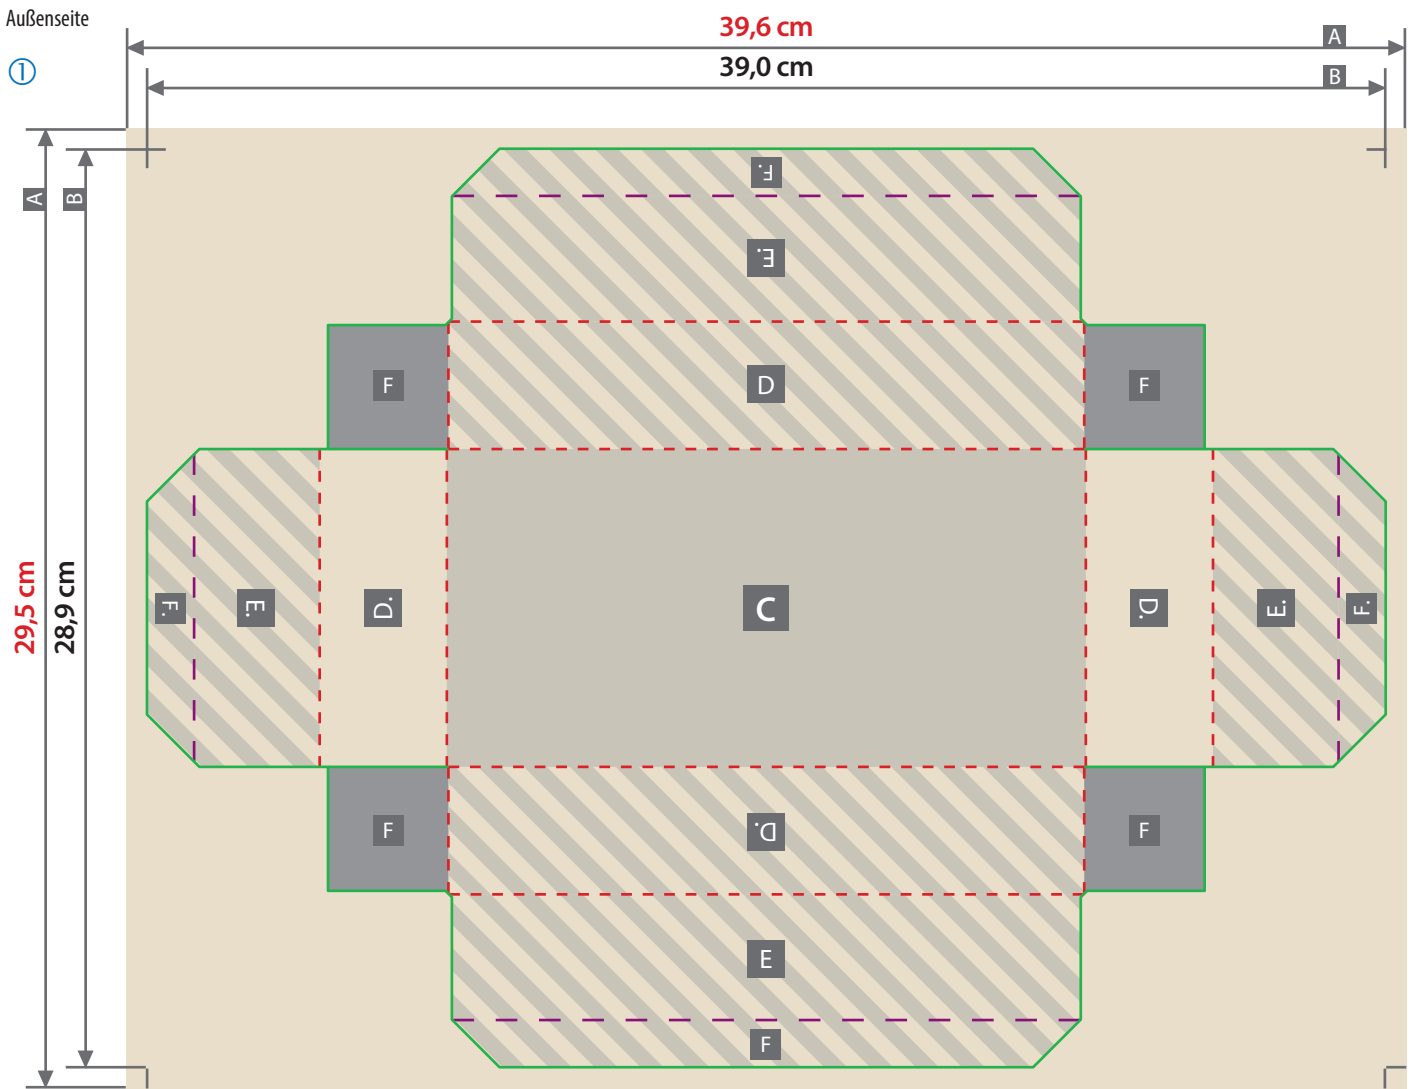 Außenseite
39,6 cm
A
①
39,0 cm
B
A
B
F.
E.
F
D
F
29,5 cm
28,9 cm
F.
E.
D.
C
D.
E.
F.
F
D.
F
E
F